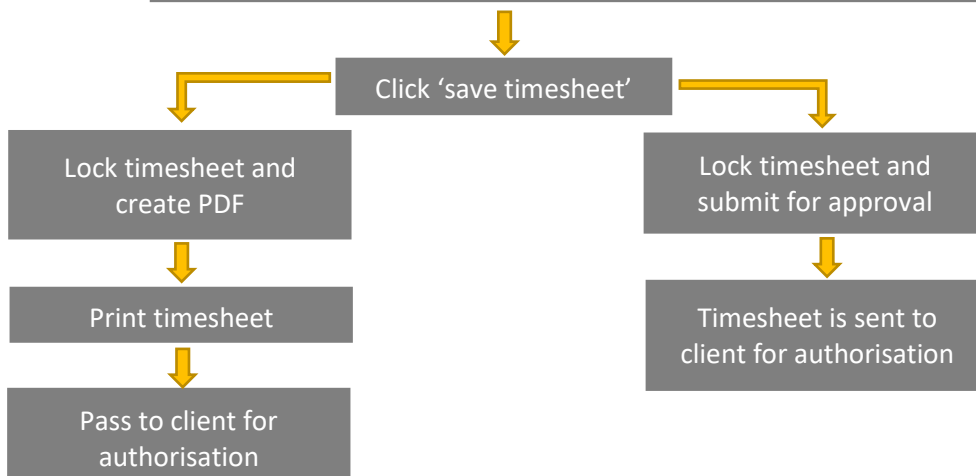 Click ‘save timesheet’
Lock timesheet and
create PDF
Print timesheet
Pass to client for
authorisation
Lock timesheet and
submit for approval
Timesheet is sent to
client for authorisation